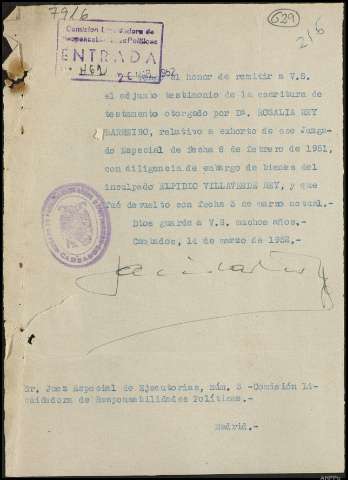 7916
629
216
Comisión Liquidadora de
Responsabilidades Políticas
ENTRADA
el honor de remitir a V.S.
el adjunto testimonio de la escritura de
testamento otorgado por Dª. ROSALIA REY
BARREIRO, relativo a exhorto de ese Juzga-
do Especial de fecha 6 de febrero de 1951,
con diligencia de embargo de bienes del
inculpado ELPIDIO VILLAVERDE REY, y que
fué devuelto con fecha 3 de marzo actual.-
Dios guarde a V.S. muchos años.-
Cambados, 14 de marzo de 1952.-
CAMBADOS
Sr. Juez Especial de Ejecutorias, núm. 3 -Comisión Li-
quidadora de Responsabilidades Políticas.-
Madrid.-